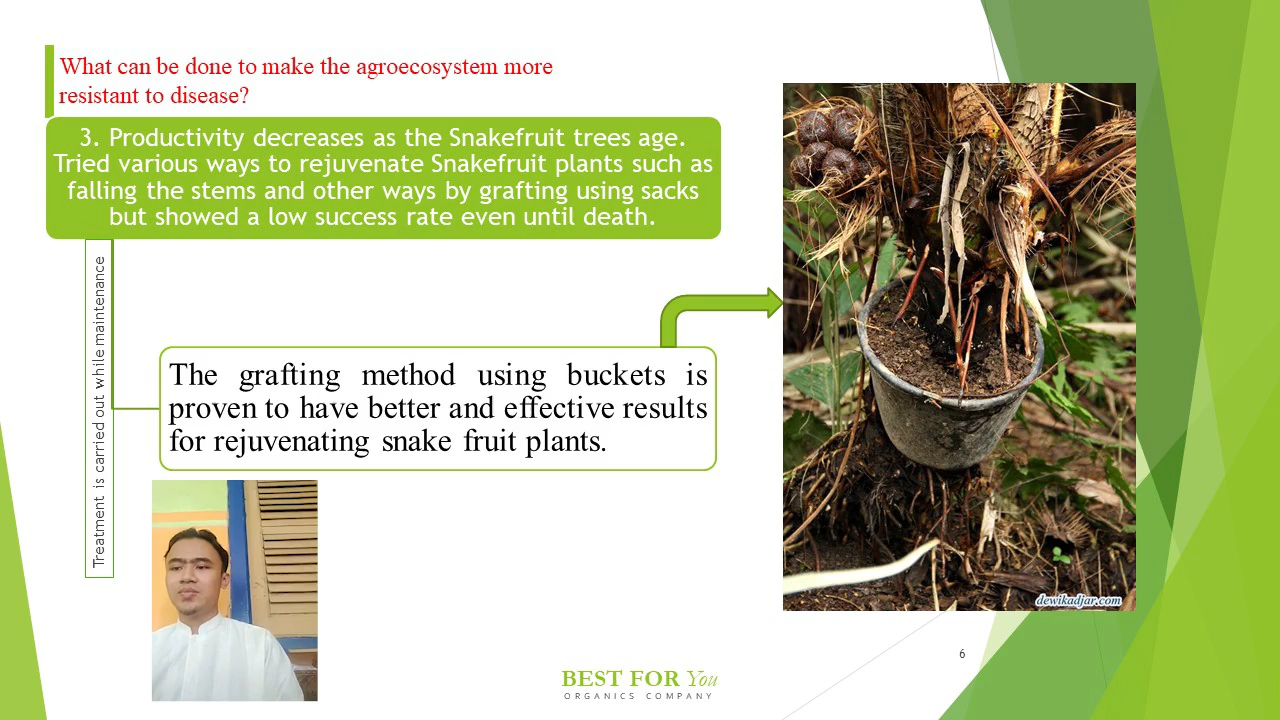 What can be done to make the agroecosystem more
resistant to disease?
3. Productivity decreases as the Snakefruit trees age.
Tried various ways to rejuvenate Snakefruit plants such as
falling the stems and other ways by grafting using sacks
but showed a low success rate even until death.
Treatment is carried out while maintenance
The grafting method using buckets is
proven to have better and effective results
for rejuvenating snake fruit plants.
dewikadjar.com
6
BEST FOR You
ORGANICS COMPANY